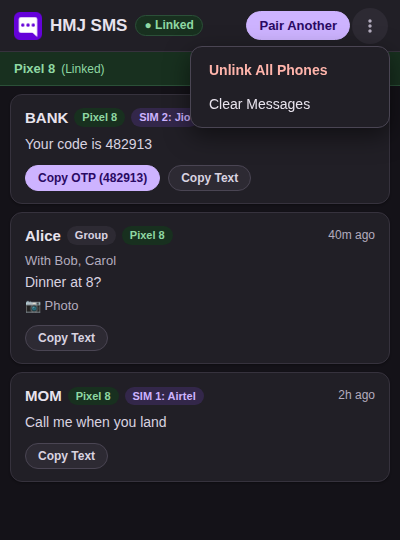 HMJ SMS ● Linked Pair Another
Pixel 8 (Linked)
Unlink All Phones
Clear Messages
BANK Pixel 8 SIM 2: Jio
Your code is 482913
Copy OTP (482913) Copy Text
Alice Group Pixel 8 40m ago
With Bob, Carol
Dinner at 8?
📷 Photo
Copy Text
MOM Pixel 8 SIM 1: Airtel 2h ago
Call me when you land
Copy Text